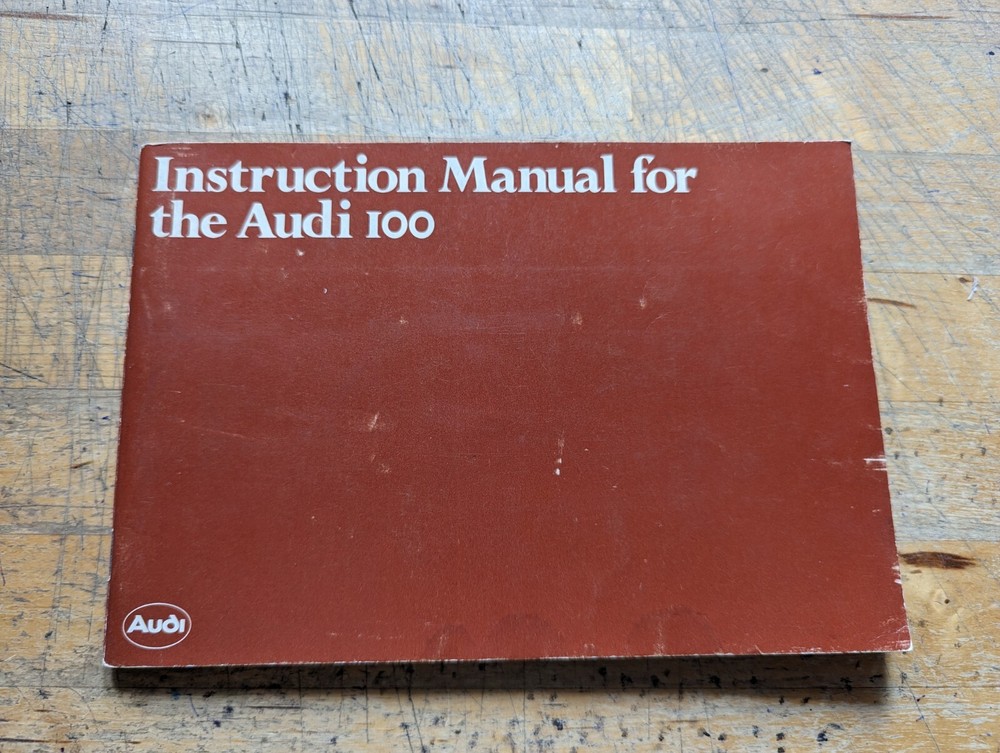 Instruction Manual for
the Audi 100
Audi